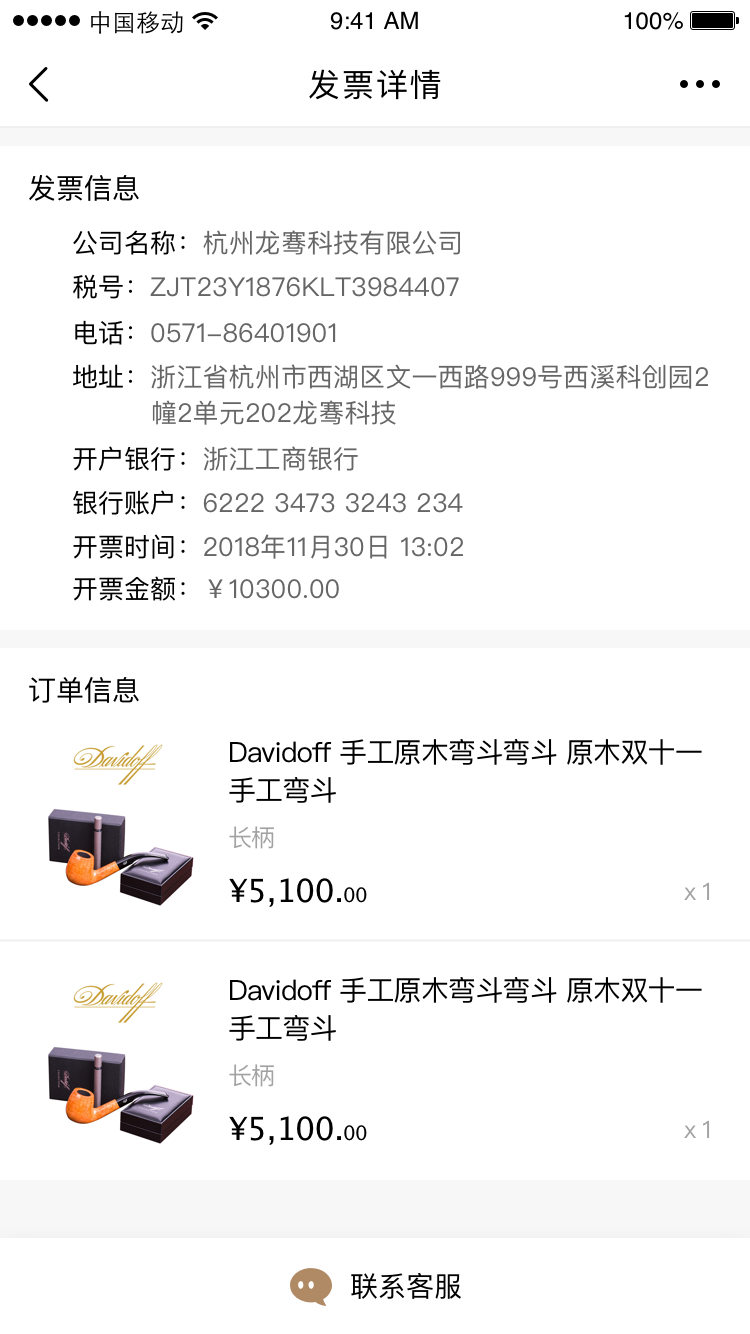 中国移动
9:41 AM
100%
发票详情
发票信息
公司名称：杭州龙骞科技有限公司
税号：ZJT23Y1876KLT3984407
电话：0571-86401901
地址：浙江省杭州市西湖区文一西路999号西溪科创园2
幢2单元202龙骞科技
开户银行：浙江工商银行
银行账户：6222 3473 3243 234
开票时间：2018年11月30日 13:02
开票金额：￥10300.00
订单信息
Davidoff
Davidoff 手工原木弯斗弯斗 原木双十一
手工弯斗
长柄
¥5,100.00
x 1
Davidoff
Davidoff 手工原木弯斗弯斗 原木双十一
手工弯斗
长柄
¥5,100.00
x 1
联系客服